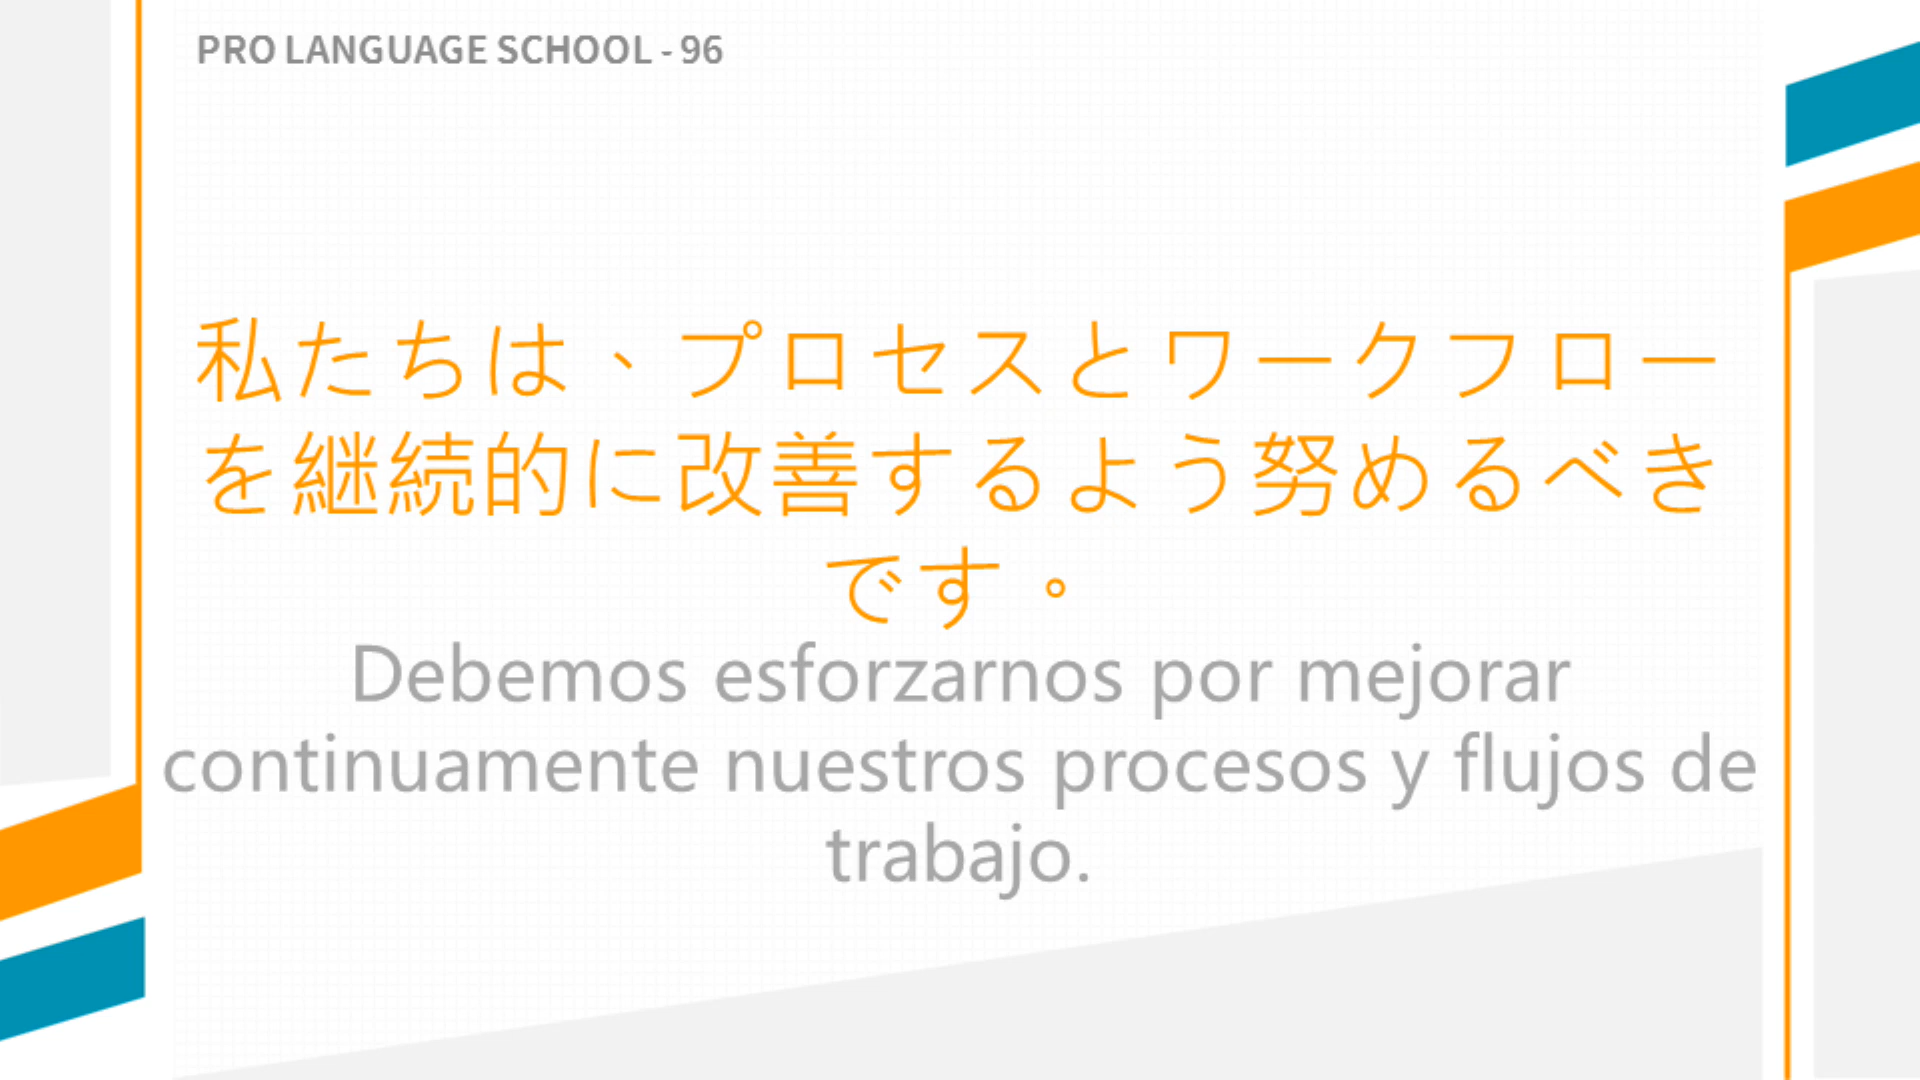 PRO LANGUAGE SCHOOL - 96
私たちは、プロセスとワークフロー
を継続的に改善するよう努めるべき
です。
Debemos esforzarnos por mejorar
continuamente nuestros procesos y flujos de
trabajo.